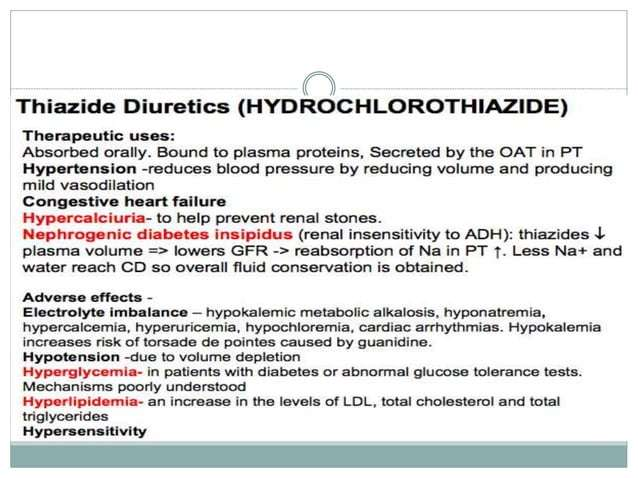 Thiazide Diuretics (HYDROCHLOROTHIAZIDE)
Therapeutic uses:
Absorbed orally. Bound to plasma proteins, Secreted by the OAT in PT
Hypertension -reduces blood pressure by reducing volume and producing
mild vasodilation
Congestive heart failure
Hypercalciuria- to help prevent renal stones.
Nephrogenic diabetes insipidus (renal insensitivity to ADH): thiazides ↓
plasma volume => lowers GFR -> reabsorption of Na in PT ↑. Less Na+ and
water reach CD so overall fluid conservation is obtained.
Adverse effects -
Electrolyte imbalance – hypokalemic metabolic alkalosis, hyponatremia,
hypercalcemia, hyperuricemia, hypochloremia, cardiac arrhythmias. Hypokalemia
increases risk of torsade de pointes caused by guanidine.
Hypotension -due to volume depletion
Hyperglycemia- in patients with diabetes or abnormal glucose tolerance tests.
Mechanisms poorly understood
Hyperlipidemia- an increase in the levels of LDL, total cholesterol and total
triglycerides
Hypersensitivity